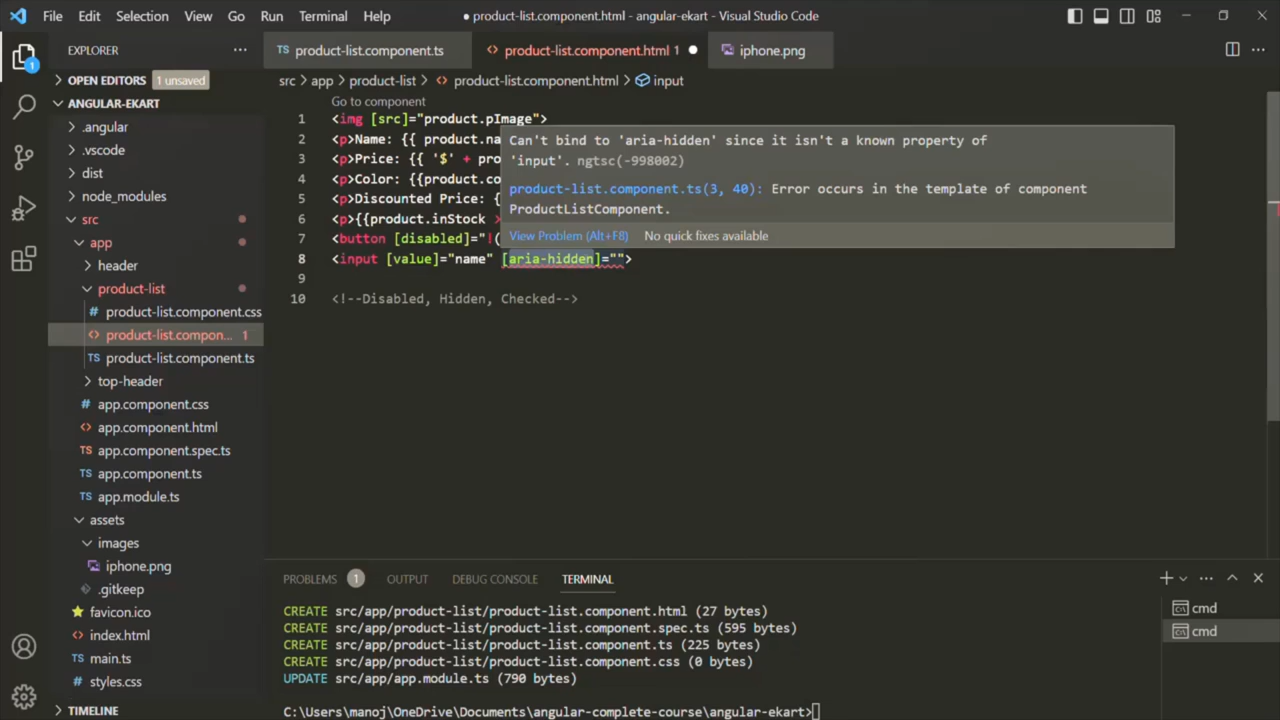 File Edit Selection View Go Run Terminal Help
● product-list.component.html - angular-ekart - Visual Studio Code
EXPLORER ···
TS product-list.component.ts
<> product-list.component.html 1 ●
iphone.png
OPEN EDITORS 1 unsaved
src > app > product-list > <> product-list.component.html > input
ANGULAR-EKART
.angular
.vscode
dist
node_modules
src
app
header
product-list
# product-list.component.css
<> product-list.compon... 1
TS product-list.component.ts
top-header
# app.component.css
<> app.component.html
TS app.component.spec.ts
TS app.component.ts
TS app.module.ts
assets
images
iphone.png
.gitkeep
favicon.ico
<> index.html
TS main.ts
# styles.css
TIMELINE
1
Go to component
1 <img [src]="product.pImage">
2 <p>Name: {{ product.na
3 <p>Price: {{ '$' + pro
4 <p>Color: {{product.co
5 <p>Discounted Price: {
6 <p>{{product.inStock >
7 <button [disabled]="!(
8 <input [value]="name" [aria-hidden]="">
9
10 <!--Disabled, Hidden, Checked-->
Can't bind to 'aria-hidden' since it isn't a known property of
'input'. ngtsc(-998002)
product-list.component.ts(3, 40): Error occurs in the template of component
ProductListComponent.
View Problem (Alt+F8) No quick fixes available
PROBLEMS 1 OUTPUT DEBUG CONSOLE TERMINAL
CREATE src/app/product-list/product-list.component.html (27 bytes)
CREATE src/app/product-list/product-list.component.spec.ts (595 bytes)
CREATE src/app/product-list/product-list.component.ts (225 bytes)
CREATE src/app/product-list/product-list.component.css (0 bytes)
UPDATE src/app/app.module.ts (790 bytes)
C:\Users\manoj\OneDrive\Documents\angular-complete-course\angular-ekart>
cmd
cmd